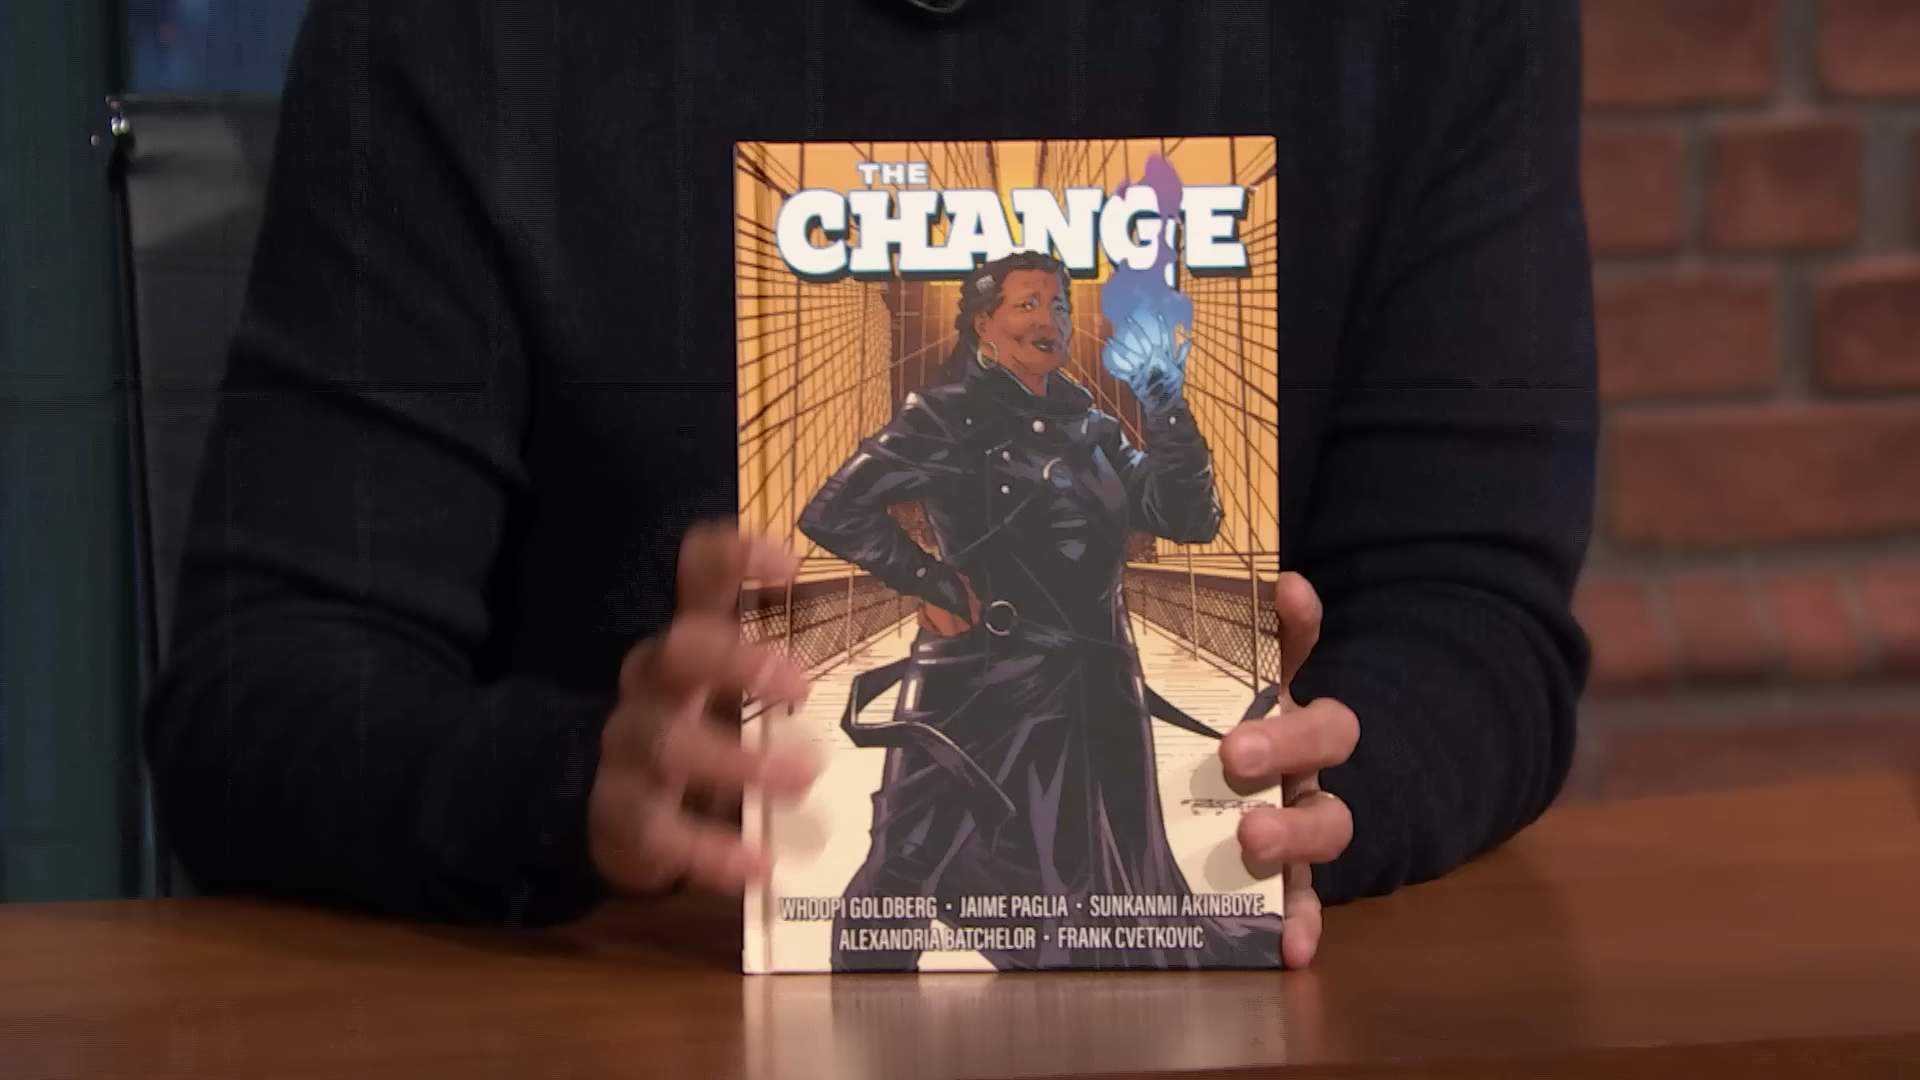 THE
CHANGE
WHOOPI GOLDBERG • JAIME PAGLIA • SUNKANMI AKINBOYE
ALEXANDRIA BATCHELOR • FRANK CVETKOVIC